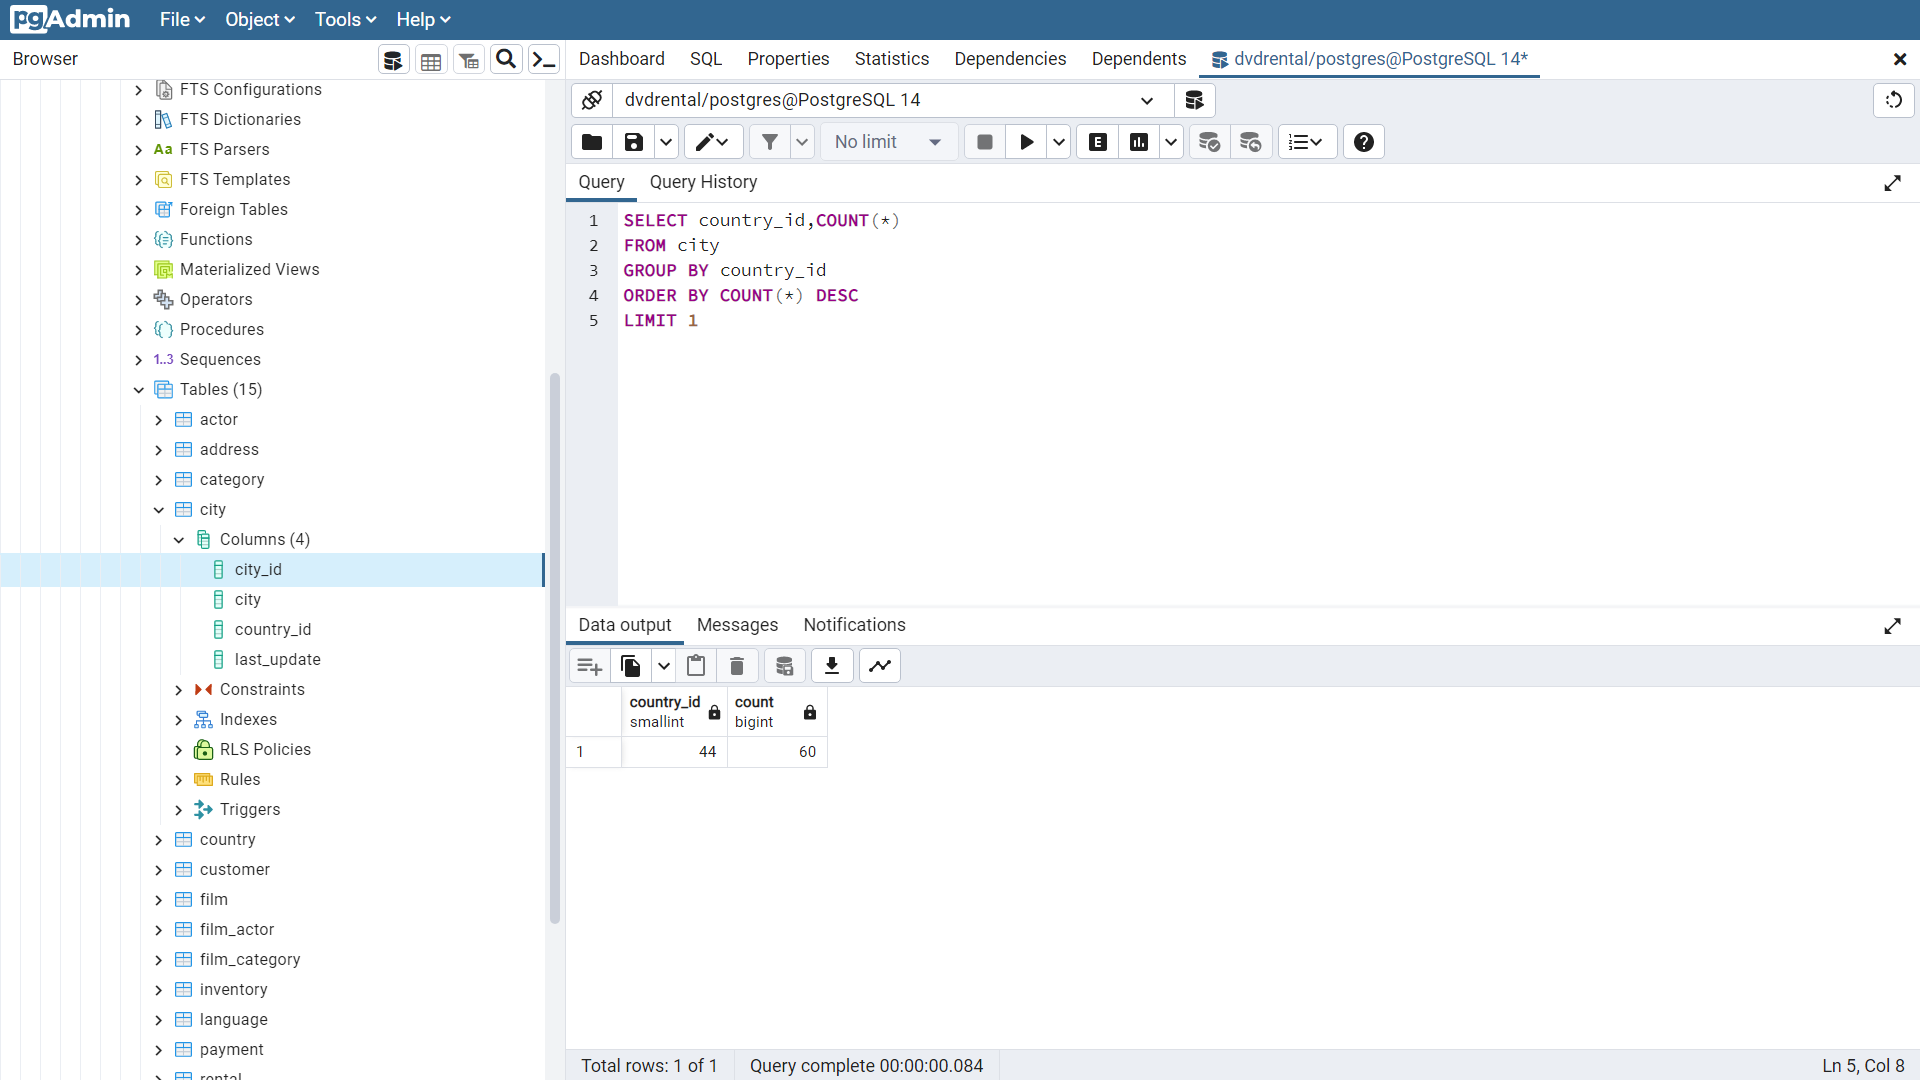 pgAdmin File Object Tools Help
Browser
Dashboard SQL Properties Statistics Dependencies Dependents dvdrental/postgres@PostgreSQL 14*
FTS Configurations
FTS Dictionaries
Aa FTS Parsers
FTS Templates
Foreign Tables
Functions
Materialized Views
Operators
Procedures
1..3 Sequences
Tables (15)
actor
address
category
city
Columns (4)
city_id
city
country_id
last_update
Constraints
Indexes
RLS Policies
Rules
Triggers
country
customer
film
film_actor
film_category
inventory
language
payment
rental
dvdrental/postgres@PostgreSQL 14
No limit
E
Query Query History
1 SELECT country_id,COUNT(*)
2 FROM city
3 GROUP BY country_id
4 ORDER BY COUNT(*) DESC
5 LIMIT 1
Data output Messages Notifications
country_id count
smallint bigint
1 44 60
Total rows: 1 of 1 Query complete 00:00:00.084 Ln 5, Col 8